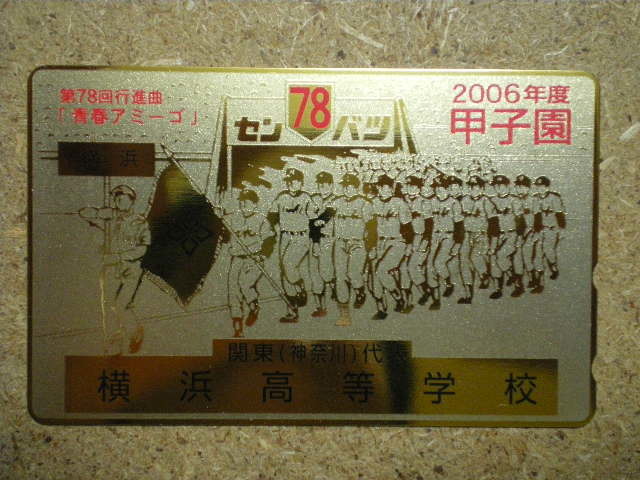 第78回行進曲
「青春アミーゴ」
78
センバツ
2006年度
甲子園
横浜
関東(神奈川)代表
横浜高等学校